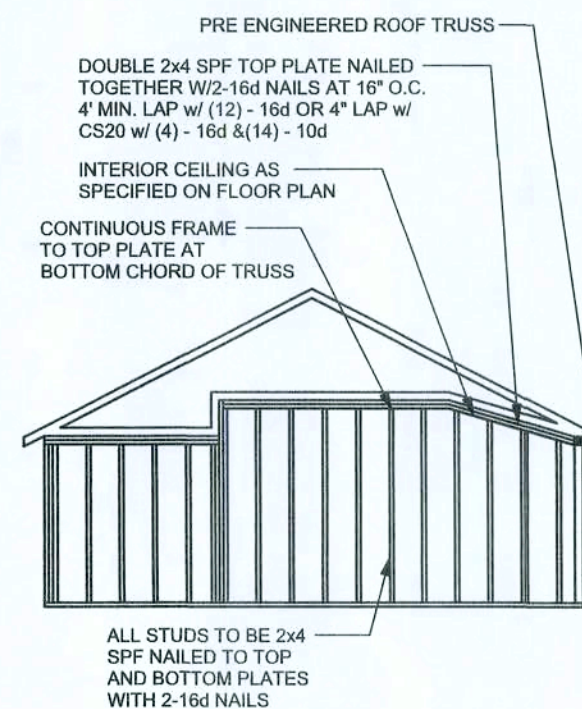 PRE ENGINEERED ROOF TRUSS
DOUBLE 2x4 SPF TOP PLATE NAILED
TOGETHER W/2-16d NAILS AT 16" O.C.
4' MIN. LAP w/ (12) - 16d OR 4" LAP w/
CS20 w/ (4) - 16d &(14) - 10d
INTERIOR CEILING AS
SPECIFIED ON FLOOR PLAN
CONTINUOUS FRAME
TO TOP PLATE AT
BOTTOM CHORD OF TRUSS
ALL STUDS TO BE 2x4
SPF NAILED TO TOP
AND BOTTOM PLATES
WITH 2-16d NAILS